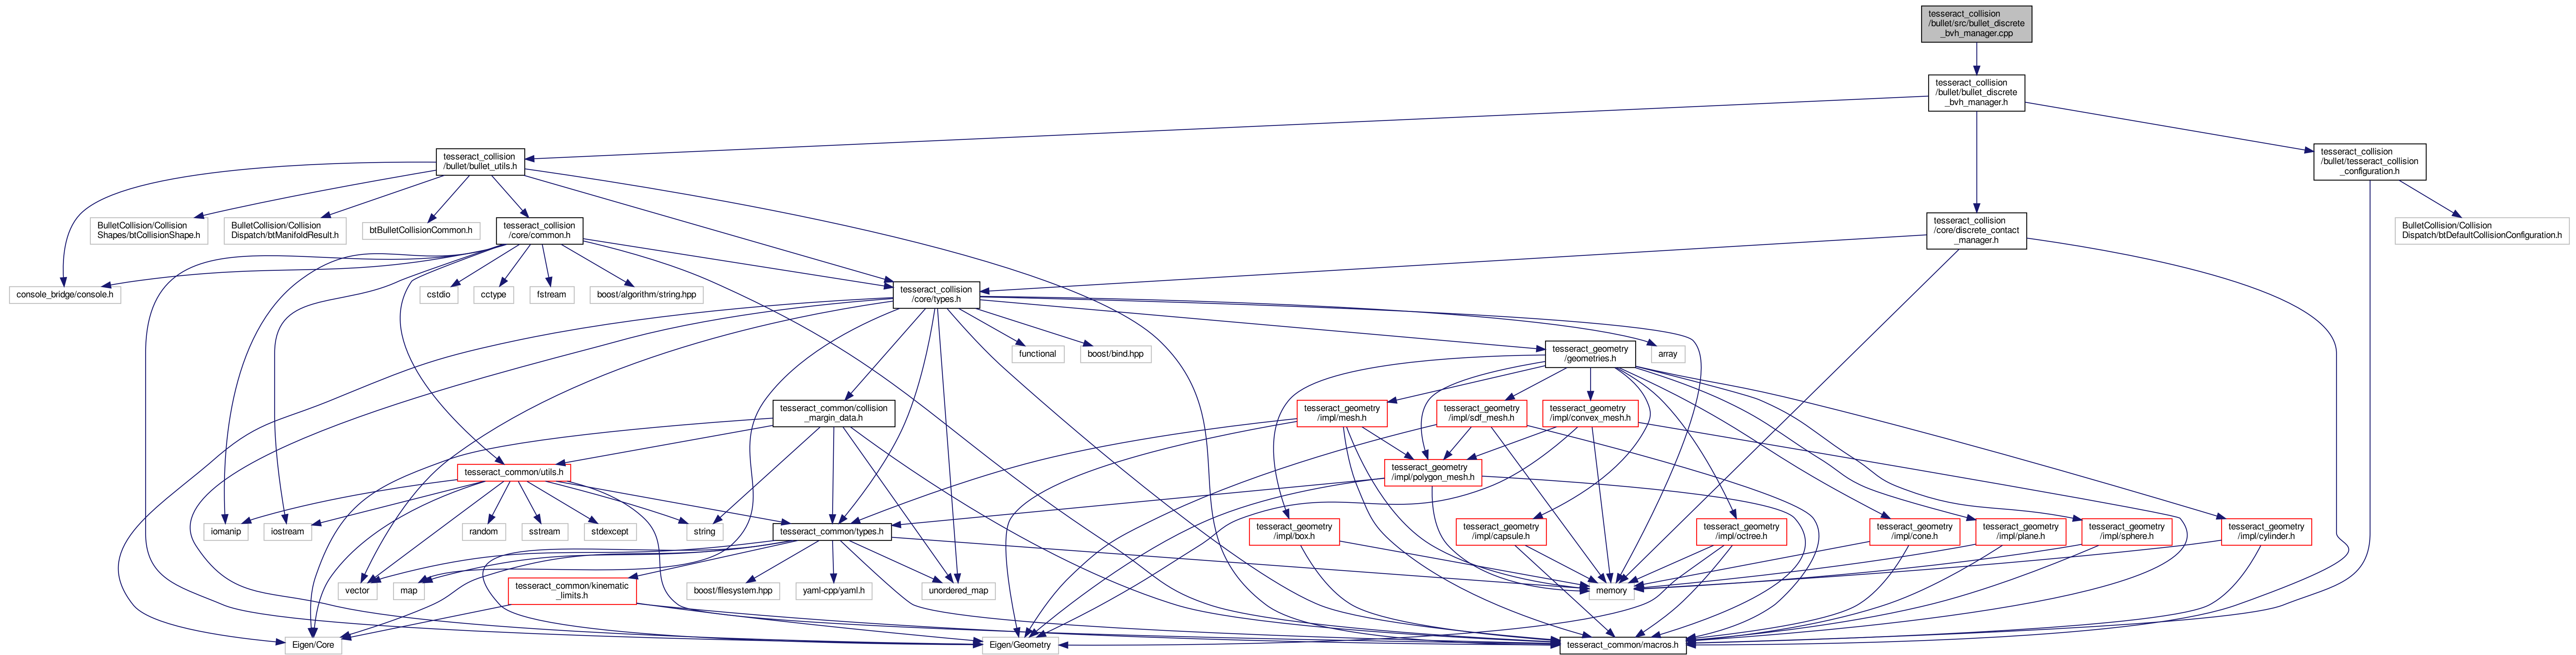 tesseract_collision
/bullet/src/bullet_discrete
_bvh_manager.cpp
tesseract_collision
/bullet/bullet_discrete
_bvh_manager.h
tesseract_collision
/bullet/bullet_utils.h
tesseract_collision
/bullet/tesseract_collision
_configuration.h
BulletCollision/Collision
Shapes/btCollisionShape.h
BulletCollision/Collision
Dispatch/btManifoldResult.h
btBulletCollisionCommon.h
tesseract_collision
/core/common.h
tesseract_collision
/core/discrete_contact
_manager.h
BulletCollision/Collision
Dispatch/btDefaultCollisionConfiguration.h
console_bridge/console.h
cstdio
cctype
fstream
boost/algorithm/string.hpp
tesseract_collision
/core/types.h
functional
boost/bind.hpp
tesseract_geometry
/geometries.h
array
tesseract_common/collision
_margin_data.h
tesseract_geometry
/impl/mesh.h
tesseract_geometry
/impl/sdf_mesh.h
tesseract_geometry
/impl/convex_mesh.h
tesseract_common/utils.h
tesseract_geometry
/impl/polygon_mesh.h
iomanip
iostream
random
sstream
stdexcept
string
tesseract_common/types.h
tesseract_geometry
/impl/box.h
tesseract_geometry
/impl/capsule.h
tesseract_geometry
/impl/octree.h
tesseract_geometry
/impl/cone.h
tesseract_geometry
/impl/plane.h
tesseract_geometry
/impl/sphere.h
tesseract_geometry
/impl/cylinder.h
vector
map
tesseract_common/kinematic
_limits.h
boost/filesystem.hpp
yaml-cpp/yaml.h
unordered_map
memory
Eigen/Core
Eigen/Geometry
tesseract_common/macros.h